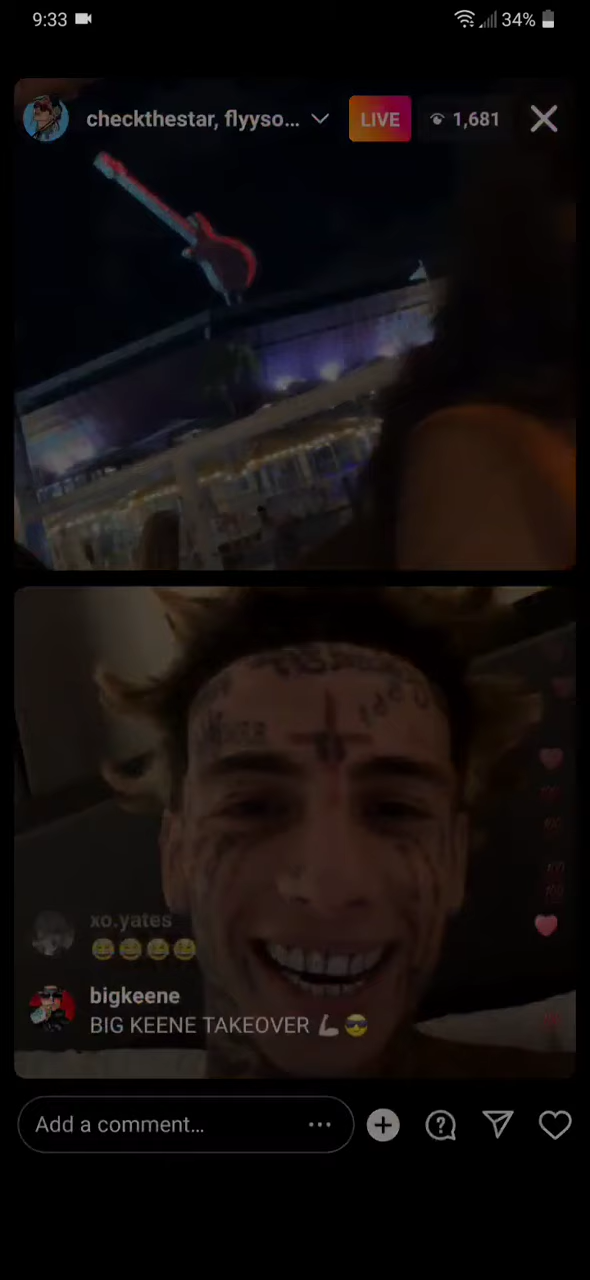 9:33
34%
checkthestar, flyyso...
LIVE
1,681
xo.yates
😂😂😂😂
bigkeene
BIG KEENE TAKEOVER 💪😎
Add a comment...